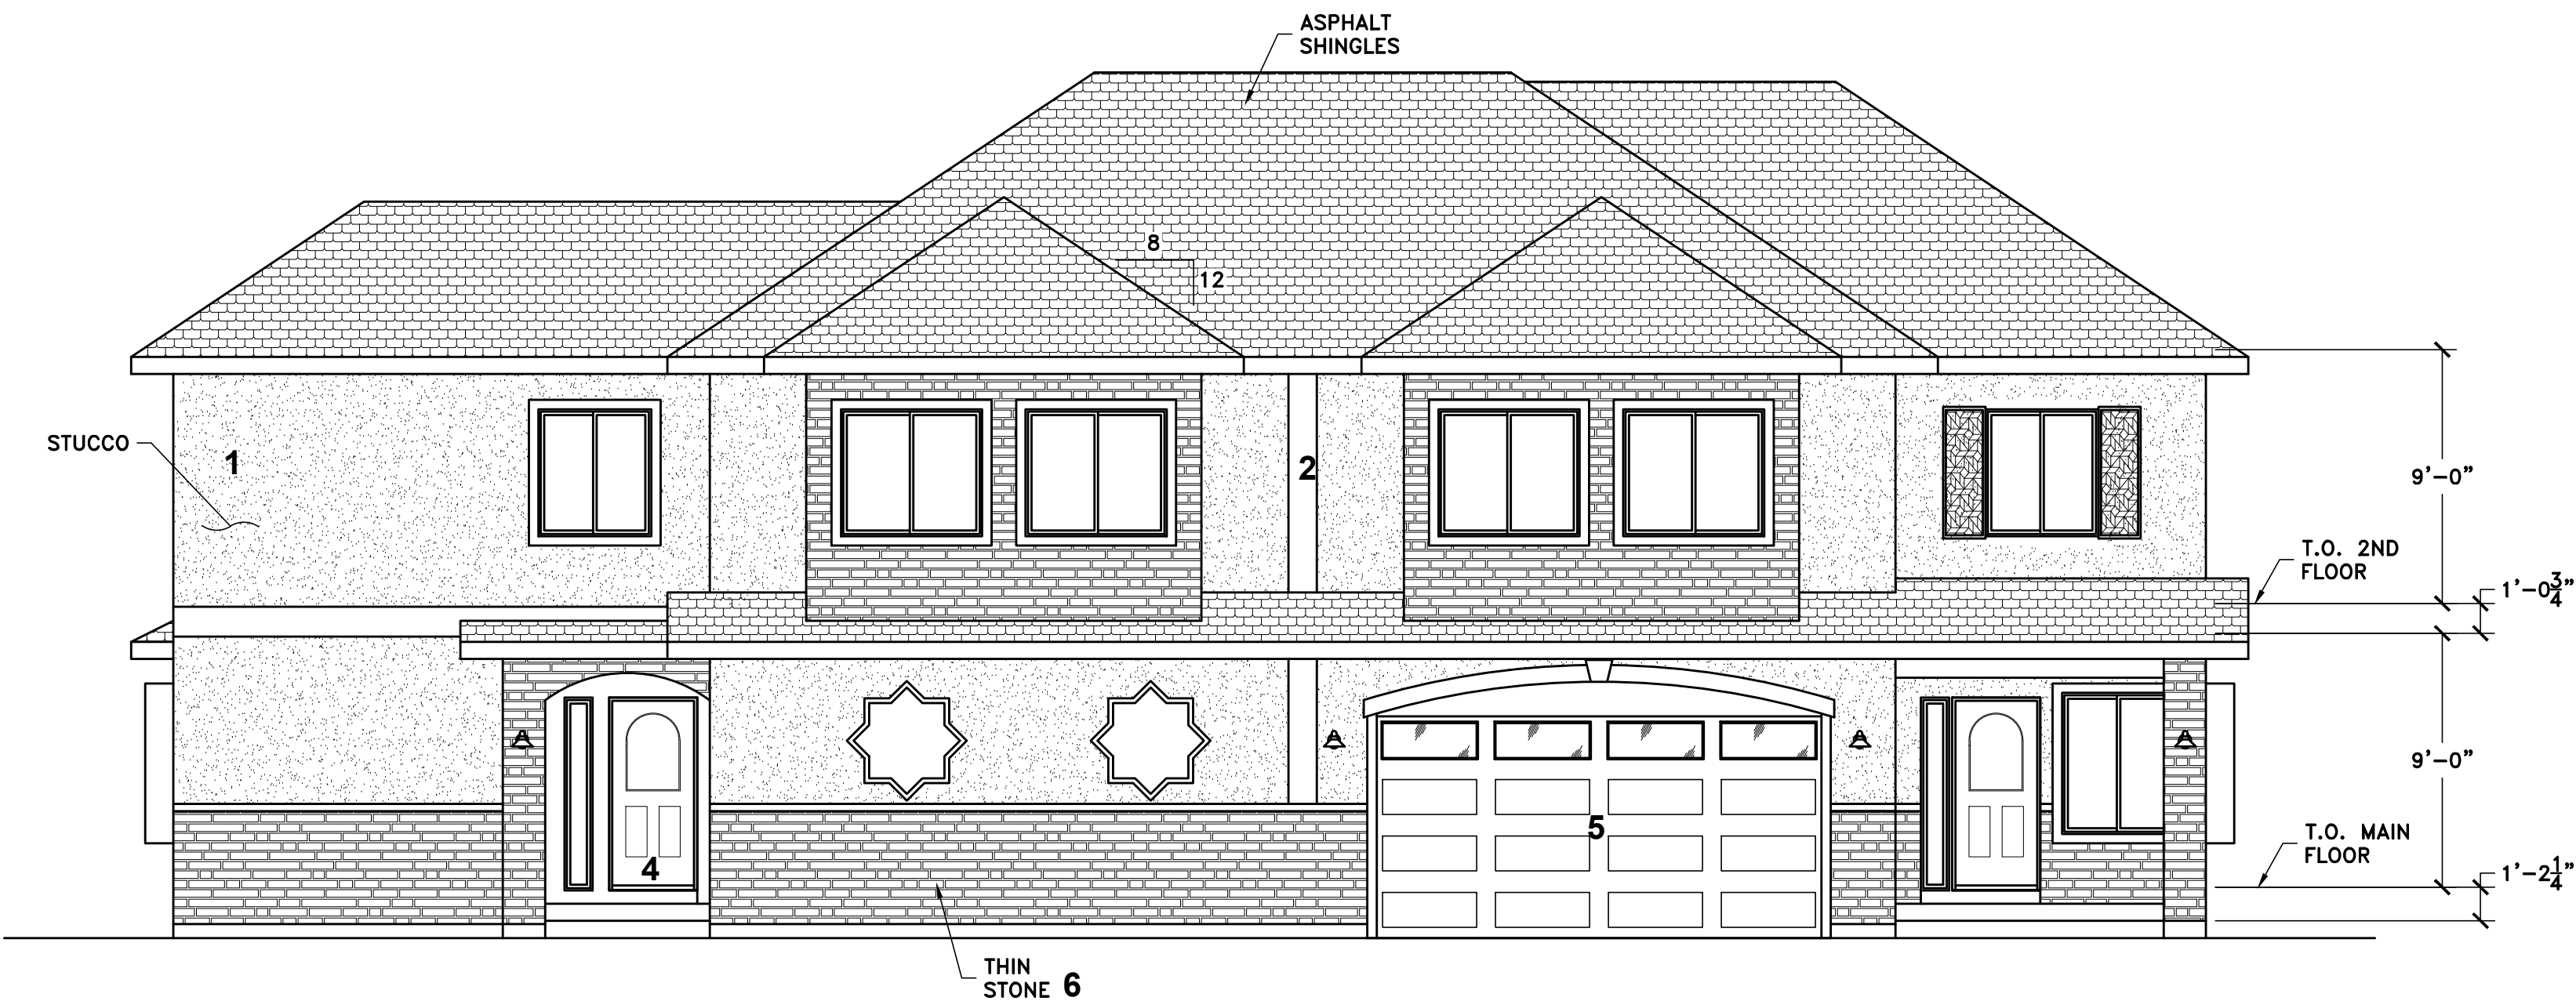 ASPHALT
SHINGLES
8
12
STUCCO
1
2
9'-0"
T.O. 2ND
FLOOR
1'-0 3/4"
9'-0"
5
T.O. MAIN
FLOOR
4
1'-2 1/4"
THIN
STONE 6